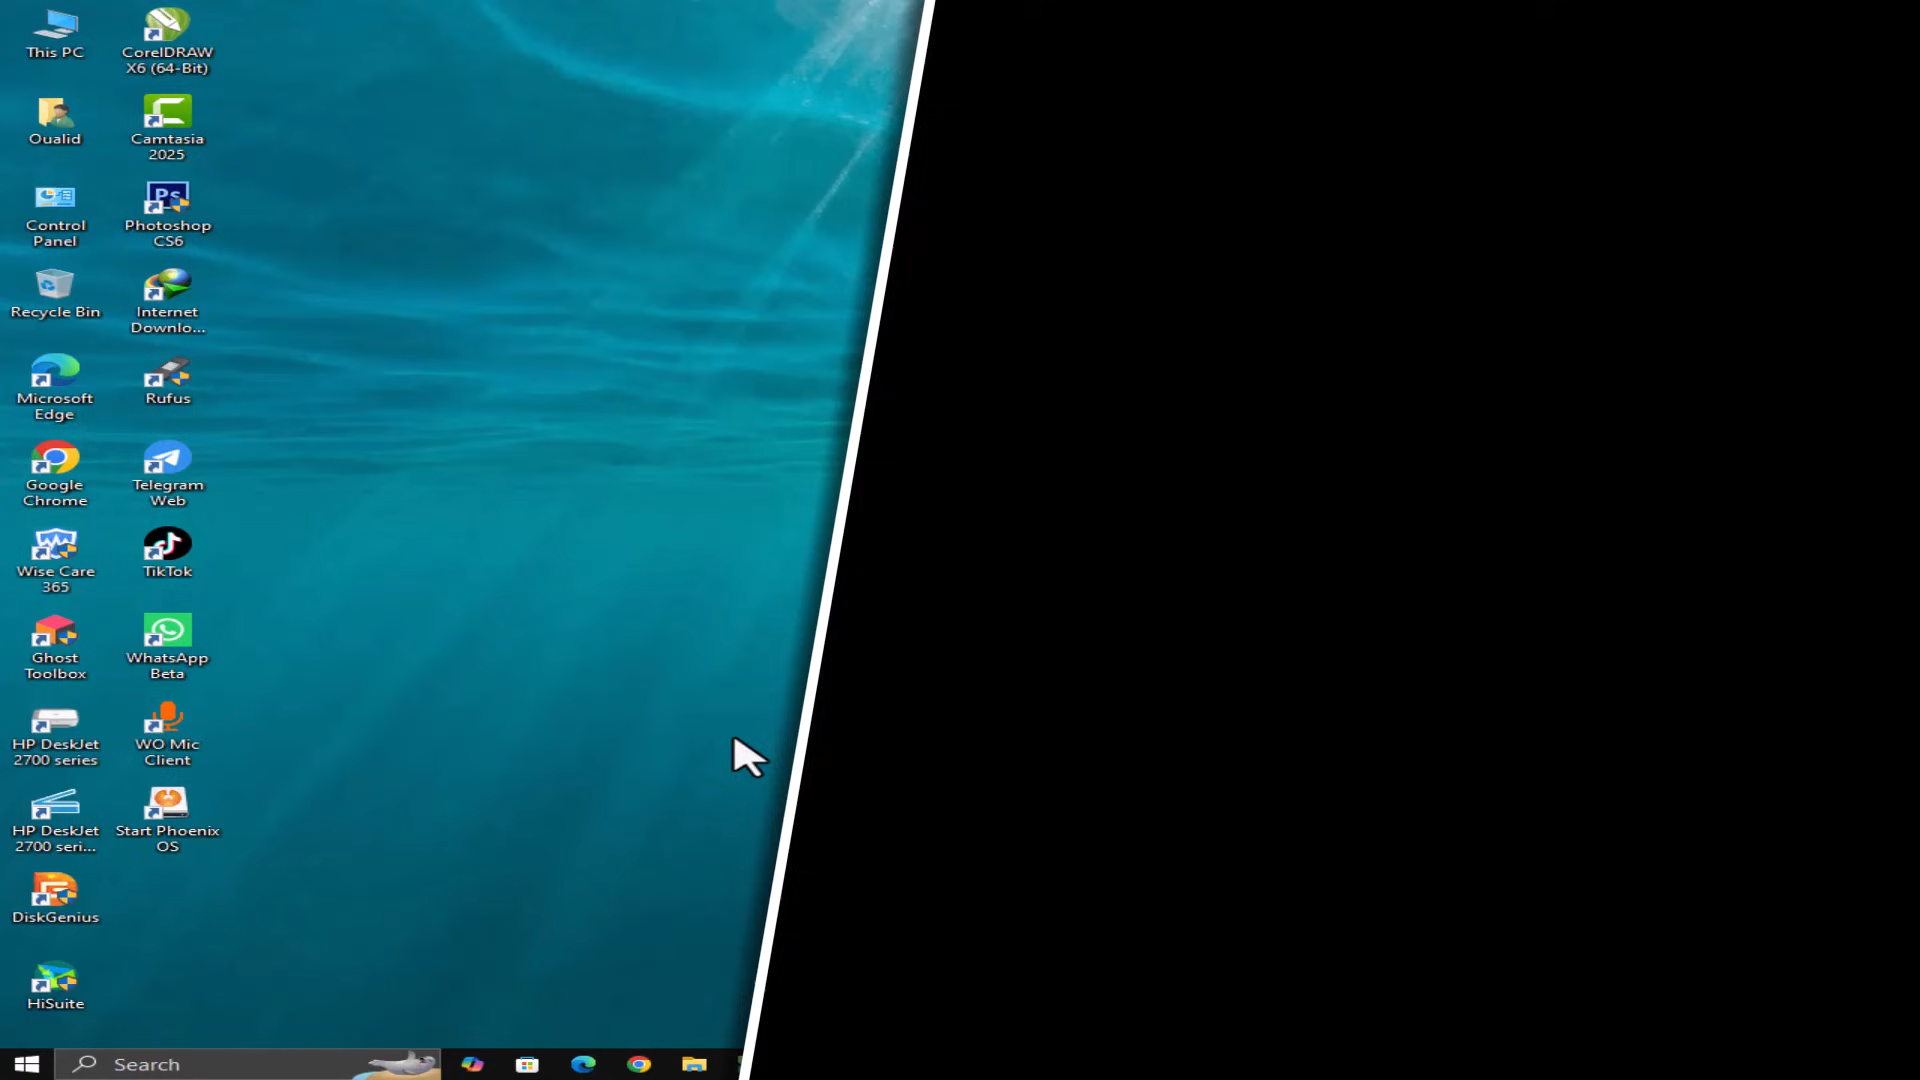 This PC
CorelDRAW
X6 (64-Bit)
Oualid
Camtasia
2025
Control
Panel
Ps
Photoshop
CS6
Recycle Bin
Internet
Downlo...
Microsoft
Edge
Rufus
Google
Chrome
Telegram
Web
Wise Care
365
TikTok
Ghost
Toolbox
WhatsApp
Beta
HP DeskJet
2700 series
WO Mic
Client
HP DeskJet
2700 seri...
Start Phoenix
OS
DiskGenius
HiSuite
Search